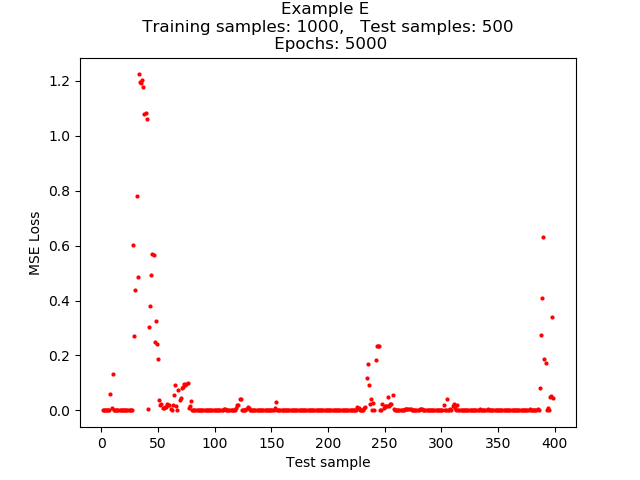 Example E
Training samples: 1000,   Test samples: 500
Epochs: 5000
1.2
1.0
0.8
0.6
0.4
0.2
0.0
MSE Loss
0 50 100 150 200 250 300 350 400
Test sample